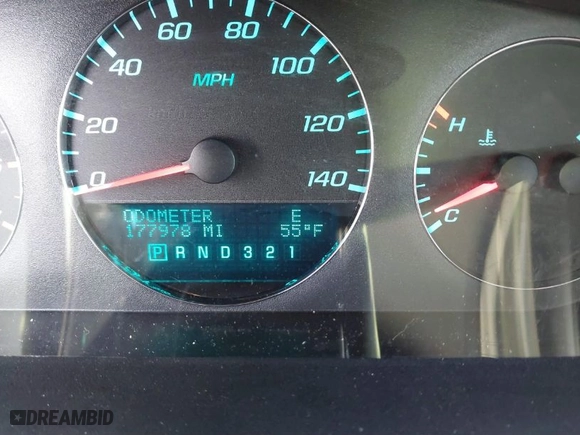 60 80
40 100
MPH
20 120
0 140
H
C
ODOMETER E
177978 MI 55°F
P R N D 3 2 1
DREAMBID